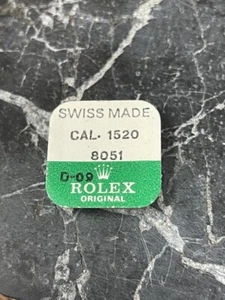 SWISS MADE
CAL. 1520
8051
D-09
ROLEX
ORIGINAL